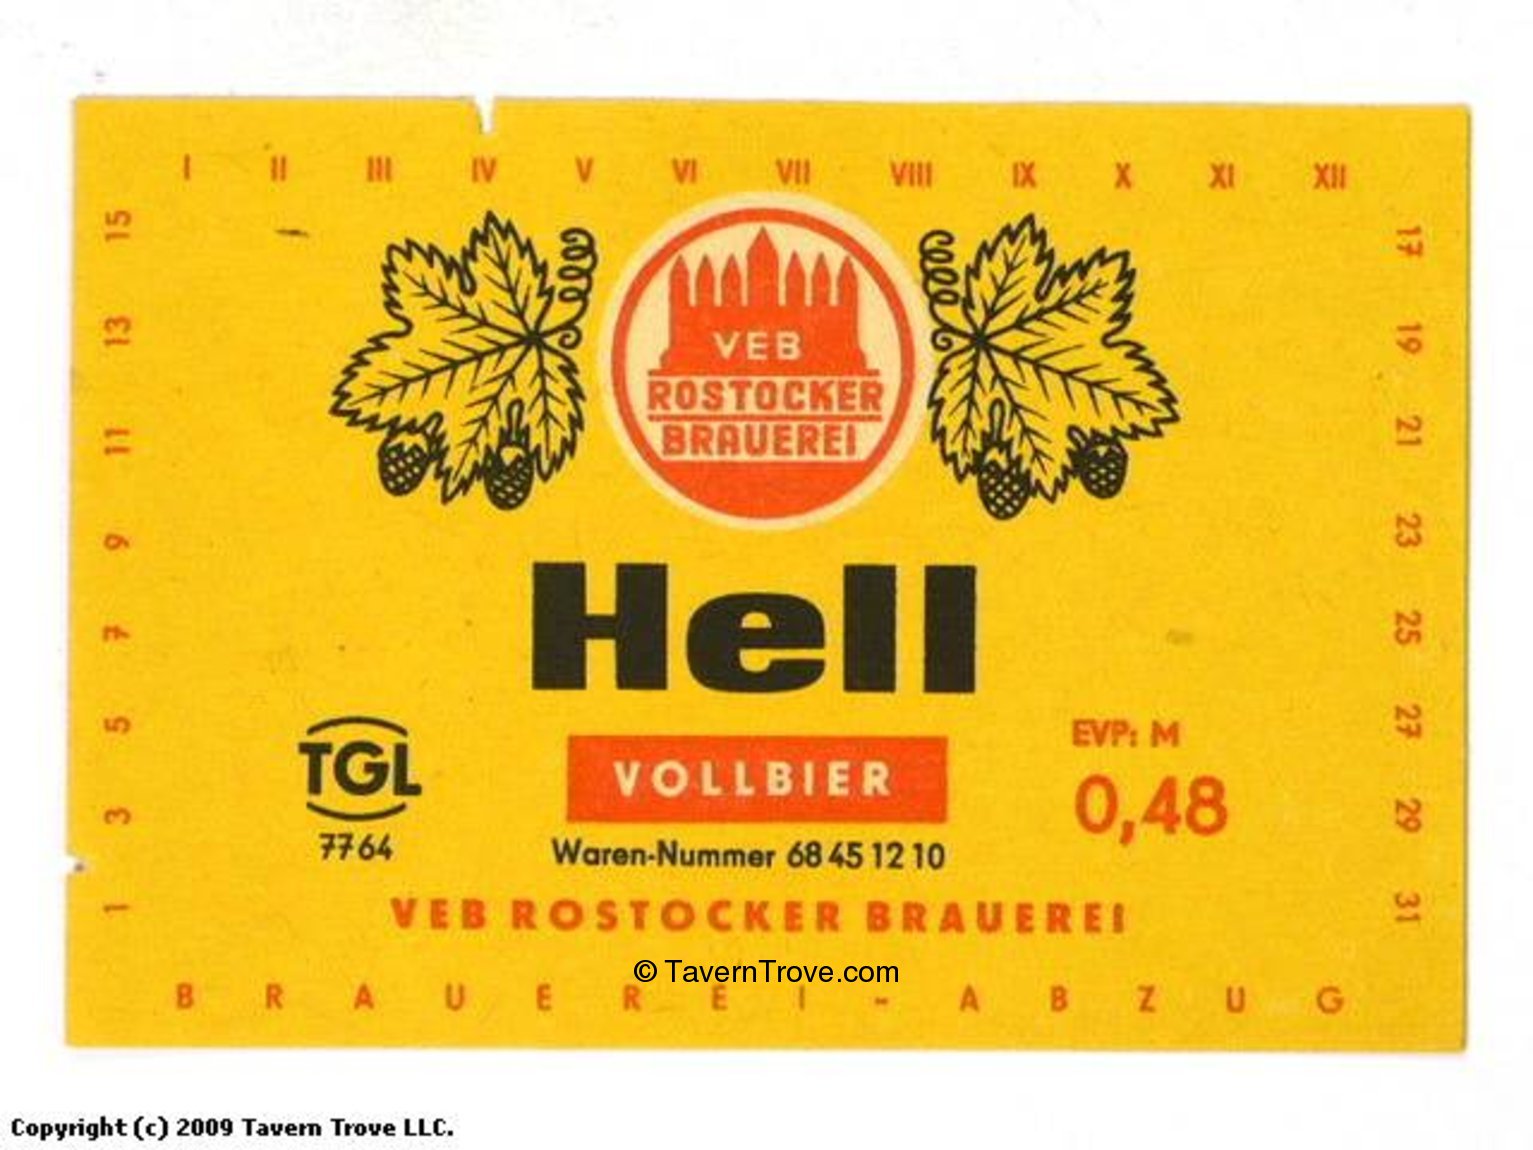 I II III IV V VI VII VIII IX X XI XII
15
13
11
9
7
5
3
1
17
19
21
23
25
27
29
31
VEB
ROSTOCKER
BRAUEREI
Hell
TGL
7764
VOLLBIER
EVP: M
0,48
Waren-Nummer 68 45 12 10
VEB ROSTOCKER BRAUEREI
© TavernTrove.com
BRAUEREI-ABZUG
Copyright (c) 2009 Tavern Trove LLC.